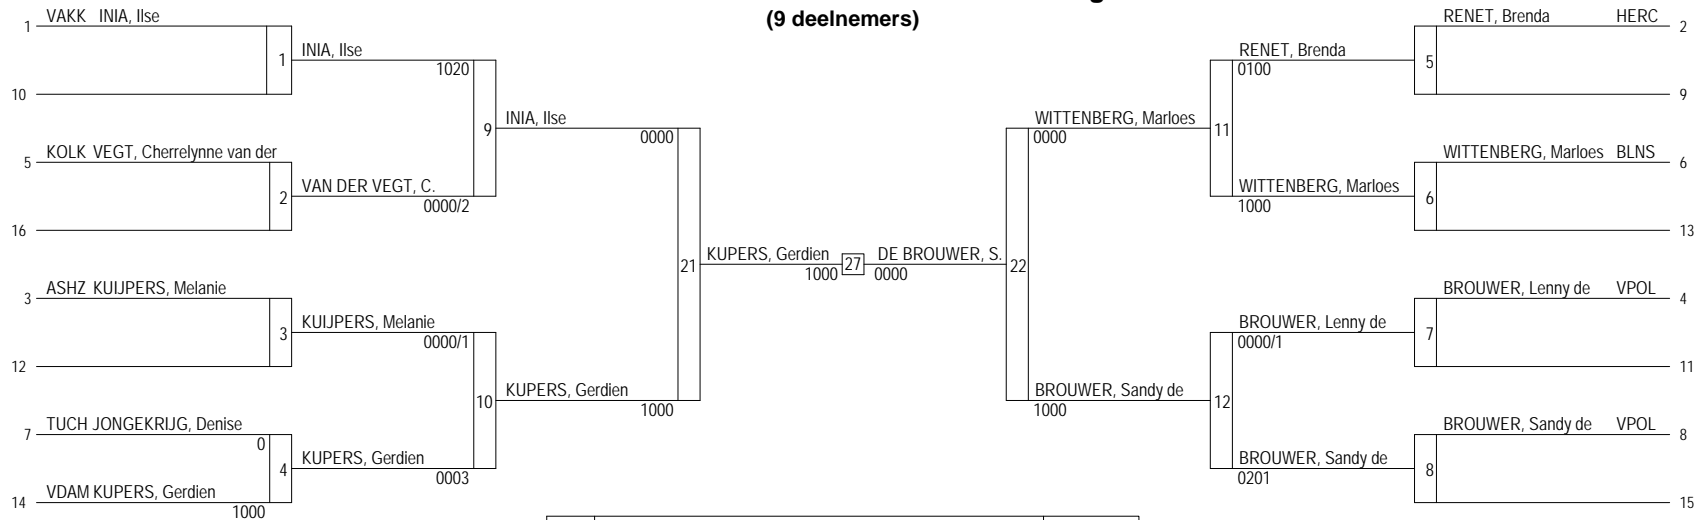 (9 deelnemers)
1 VAKK INIA, Ilse
10
1
INIA, Ilse
1020
5 KOLK VEGT, Cherrelynne van der
16
2
VAN DER VEGT, C.
0000/2
9
INIA, Ilse
0000
3 ASHZ KUIJPERS, Melanie
12
3
KUIJPERS, Melanie
0000/1
7 TUCH JONGEKRIJG, Denise
0
14 VDAM KUPERS, Gerdien
1000
4
KUPERS, Gerdien
0003
10
KUPERS, Gerdien
1000
21
KUPERS, Gerdien
1000
27
DE BROUWER, S.
0000
22
WITTENBERG, Marloes
0000
11
RENET, Brenda
0100
5
RENET, Brenda HERC 2
9
WITTENBERG, Marloes
1000
6
WITTENBERG, Marloes BLNS 6
13
BROUWER, Sandy de
1000
12
BROUWER, Lenny de
0000/1
7
BROUWER, Lenny de VPOL 4
11
BROUWER, Sandy de
0201
8
BROUWER, Sandy de VPOL 8
15